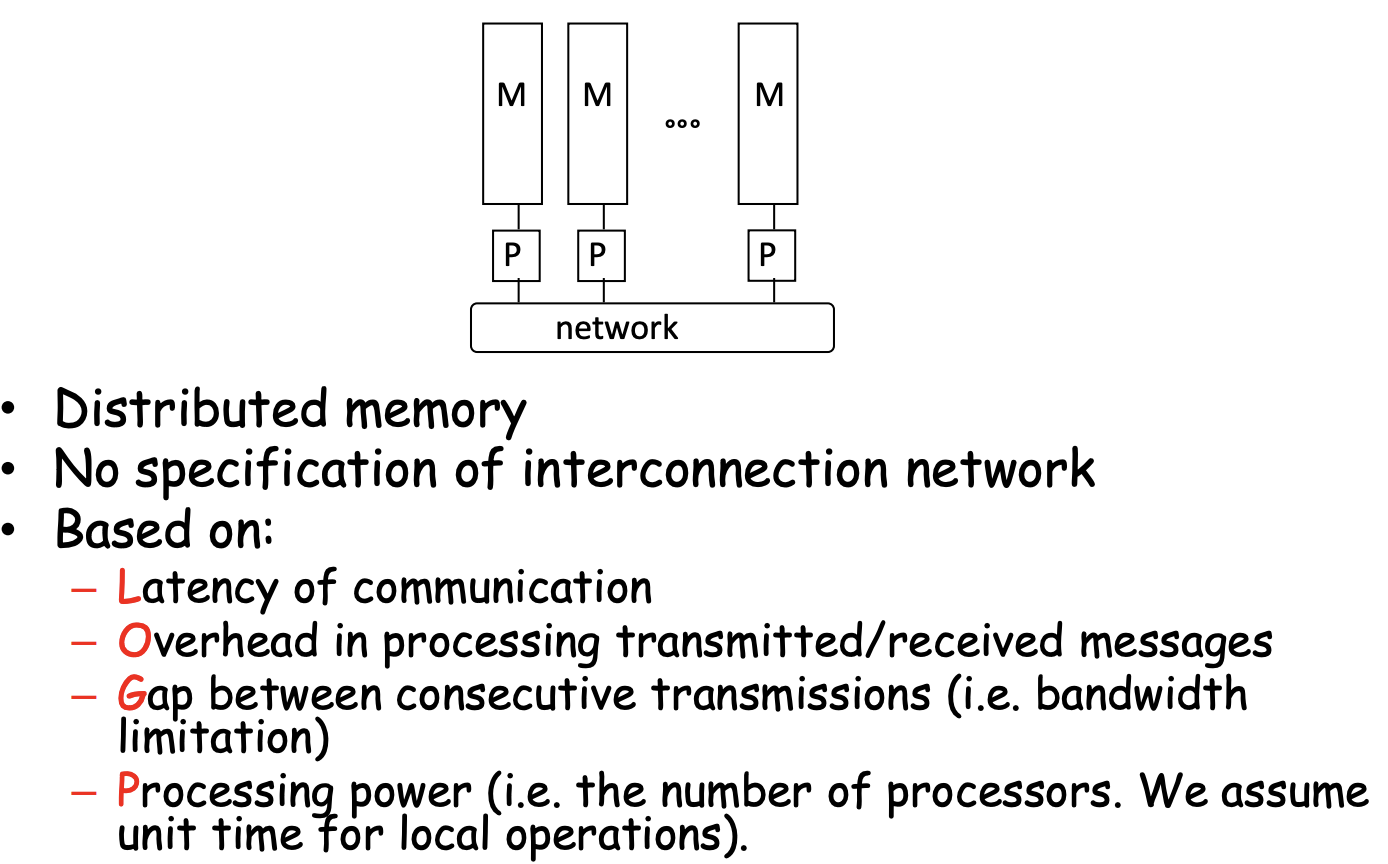 M M °°° M
P P P
network
• Distributed memory
• No specification of interconnection network
• Based on:
– Latency of communication
– Overhead in processing transmitted/received messages
– Gap between consecutive transmissions (i.e. bandwidth
limitation)
– Processing power (i.e. the number of processors. We assume
unit time for local operations).